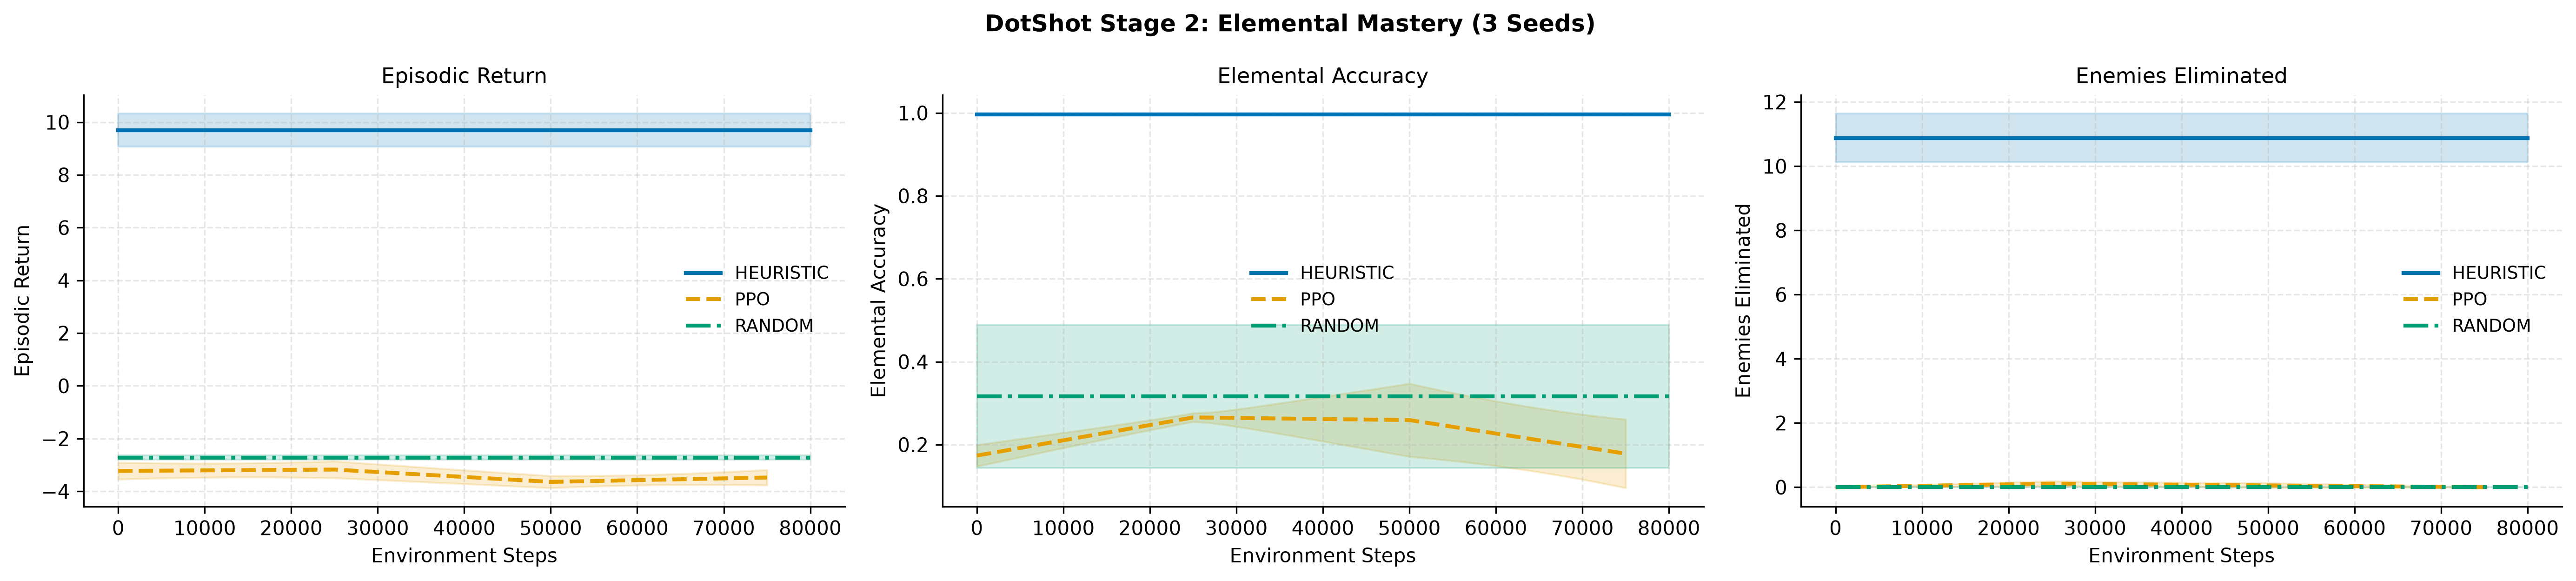 DotShot Stage 2: Elemental Mastery (3 Seeds)
Episodic Return
Episodic Return
10
8
6
4
2
0
−2
−4
0 10000 20000 30000 40000 50000 60000 70000 80000
Environment Steps
HEURISTIC
PPO
RANDOM
Elemental Accuracy
Elemental Accuracy
1.0
0.8
0.6
0.4
0.2
0 10000 20000 30000 40000 50000 60000 70000 80000
Environment Steps
HEURISTIC
PPO
RANDOM
Enemies Eliminated
Enemies Eliminated
12
10
8
6
4
2
0
0 10000 20000 30000 40000 50000 60000 70000 80000
Environment Steps
HEURISTIC
PPO
RANDOM